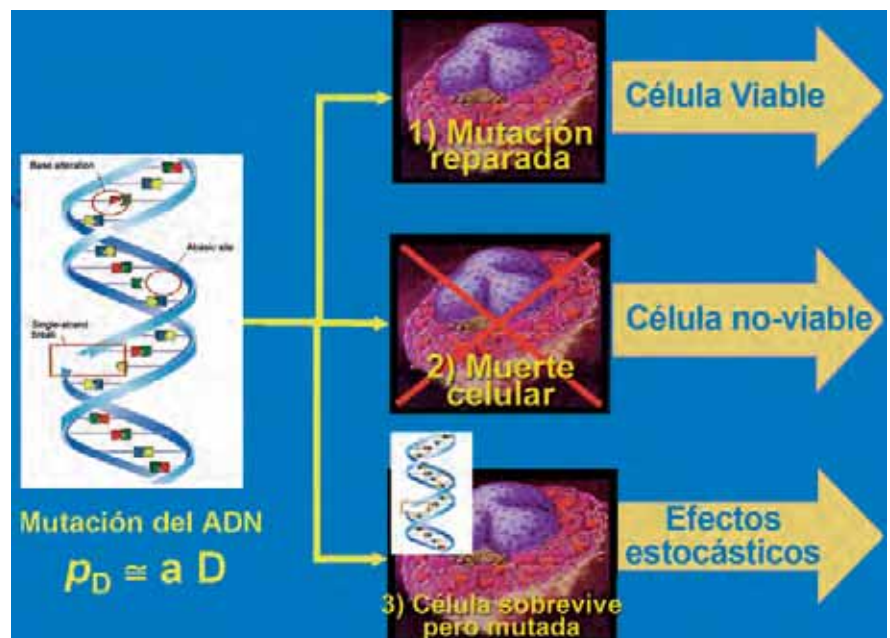 Base alteration
Abasic site
Single-strand
Mutación del ADN
pD ≅ a D
1) Mutación
reparada
Célula Viable
2) Muerte
celular
Célula no-viable
3) Célula sobrevive
pero mutada
Efectos
estocásticos